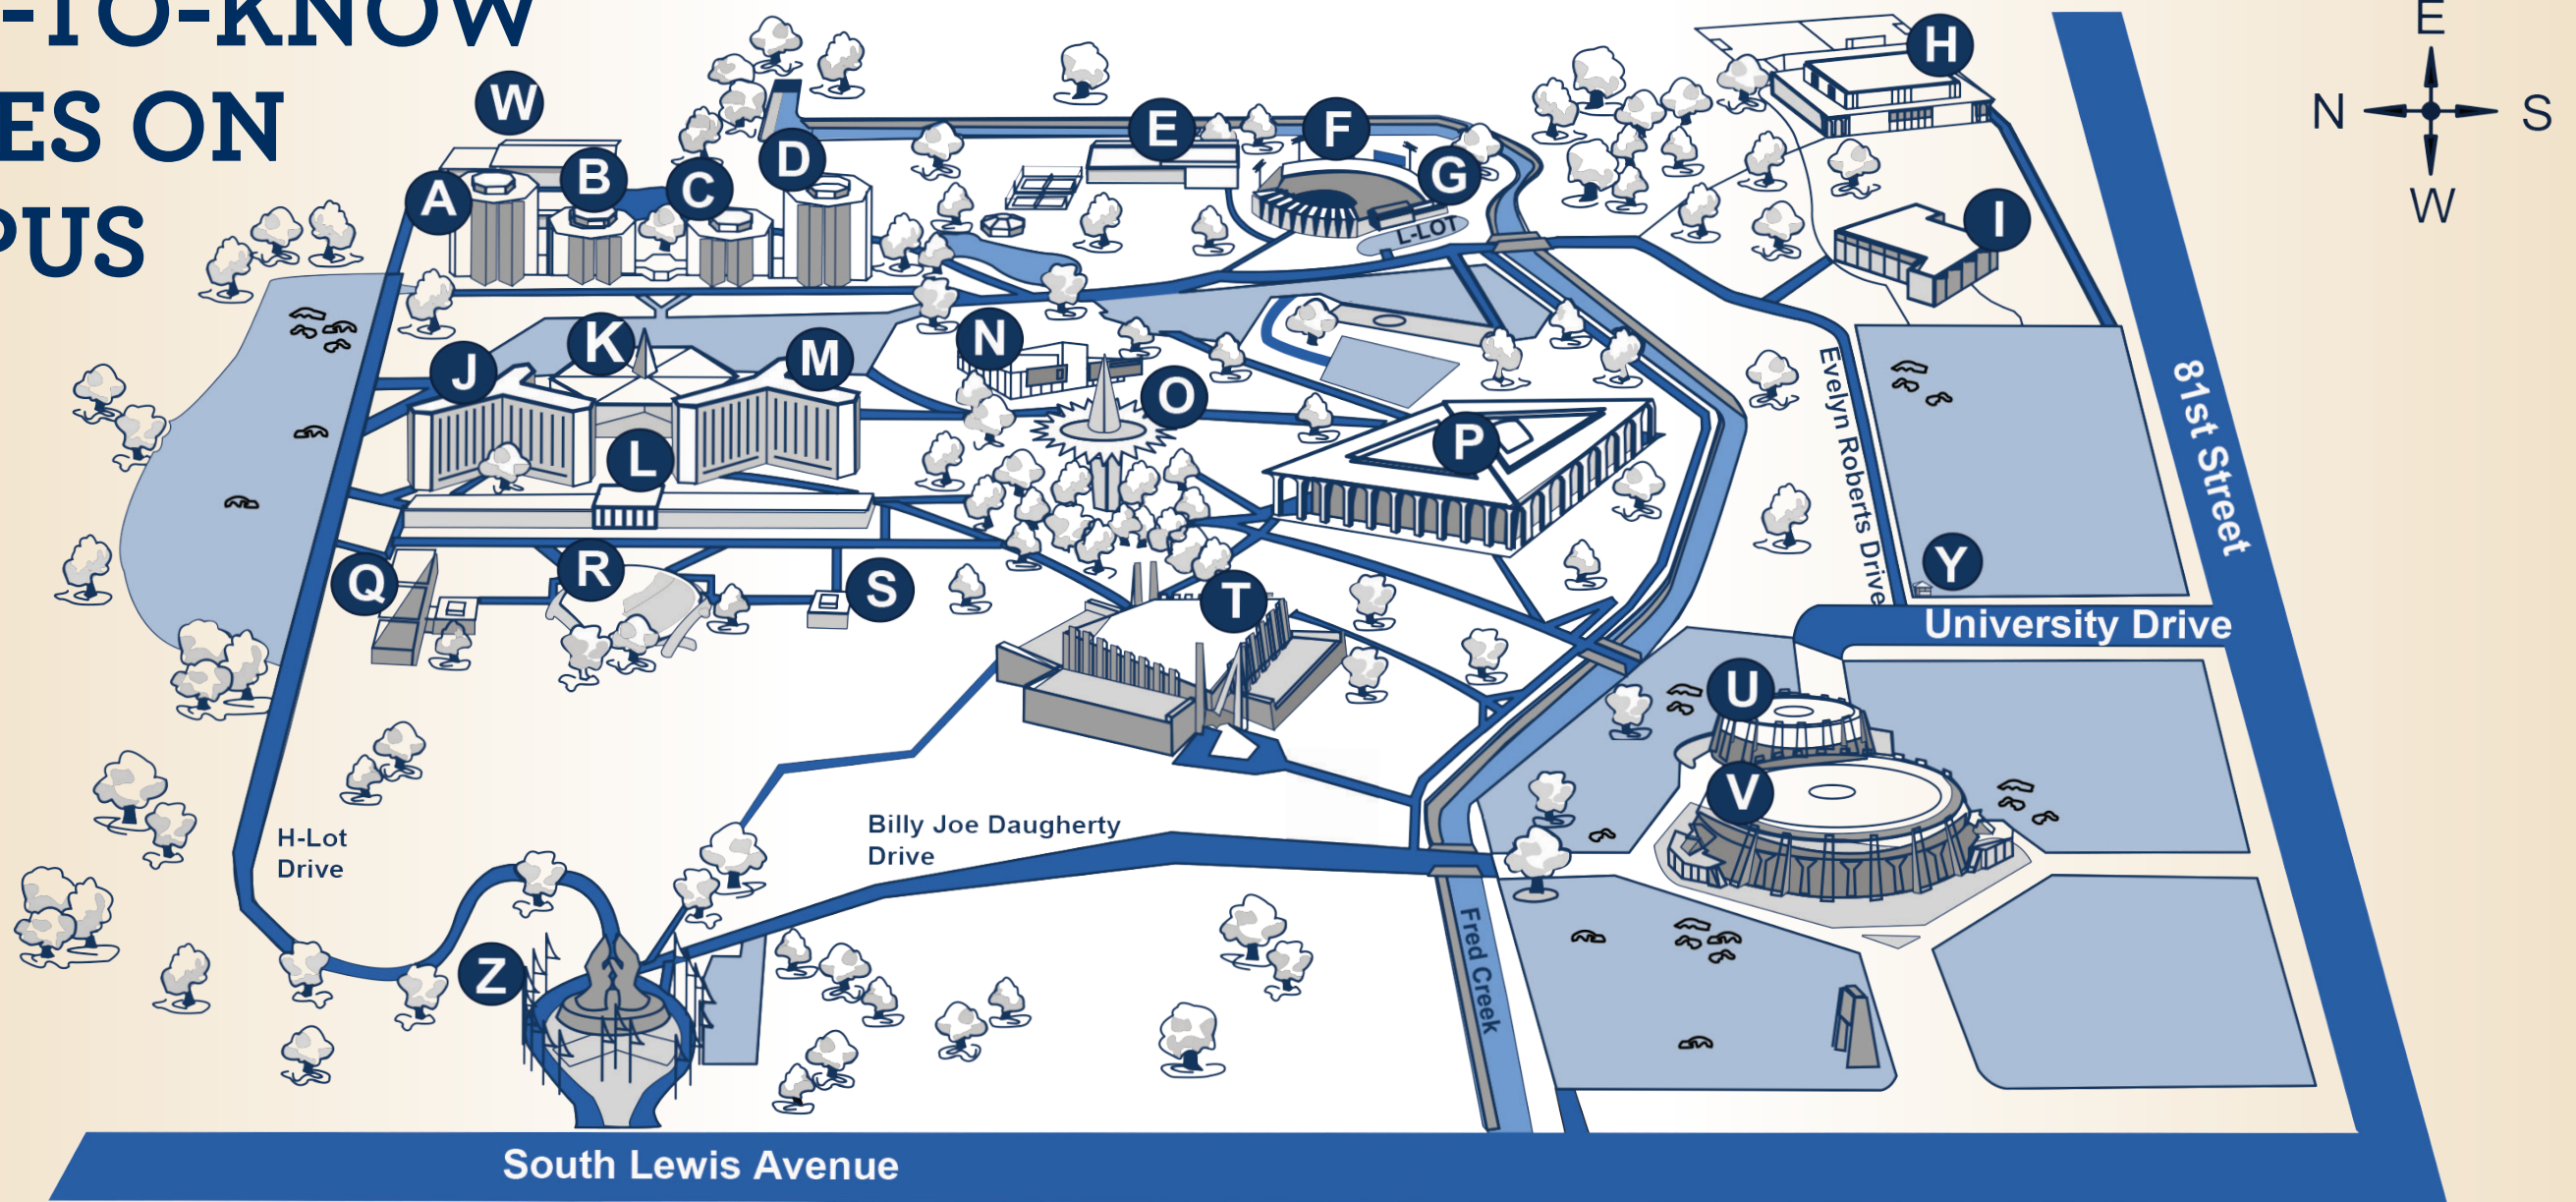 -TO-KNOW
ES ON
PUS
E
N
S
W
W
H
A
B
C
D
E
F
G
I
L-LOT
J
K
M
N
O
P
L
Evelyn Roberts Drive
81st Street
Q
R
S
T
Y
University Drive
U
V
Billy Joe Daugherty
Drive
H-Lot
Drive
Z
Fred Creek
South Lewis Avenue